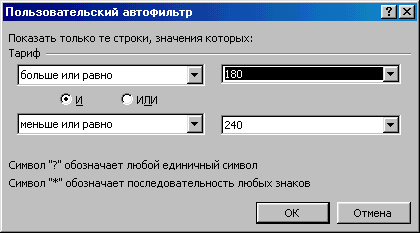 Пользовательский автофильтр
Показать только те строки, значения которых:
Тариф
больше или равно 180
И ИЛИ
меньше или равно 240
Символ "?" обозначает любой единичный символ
Символ "*" обозначает последовательность любых знаков
ОК Отмена